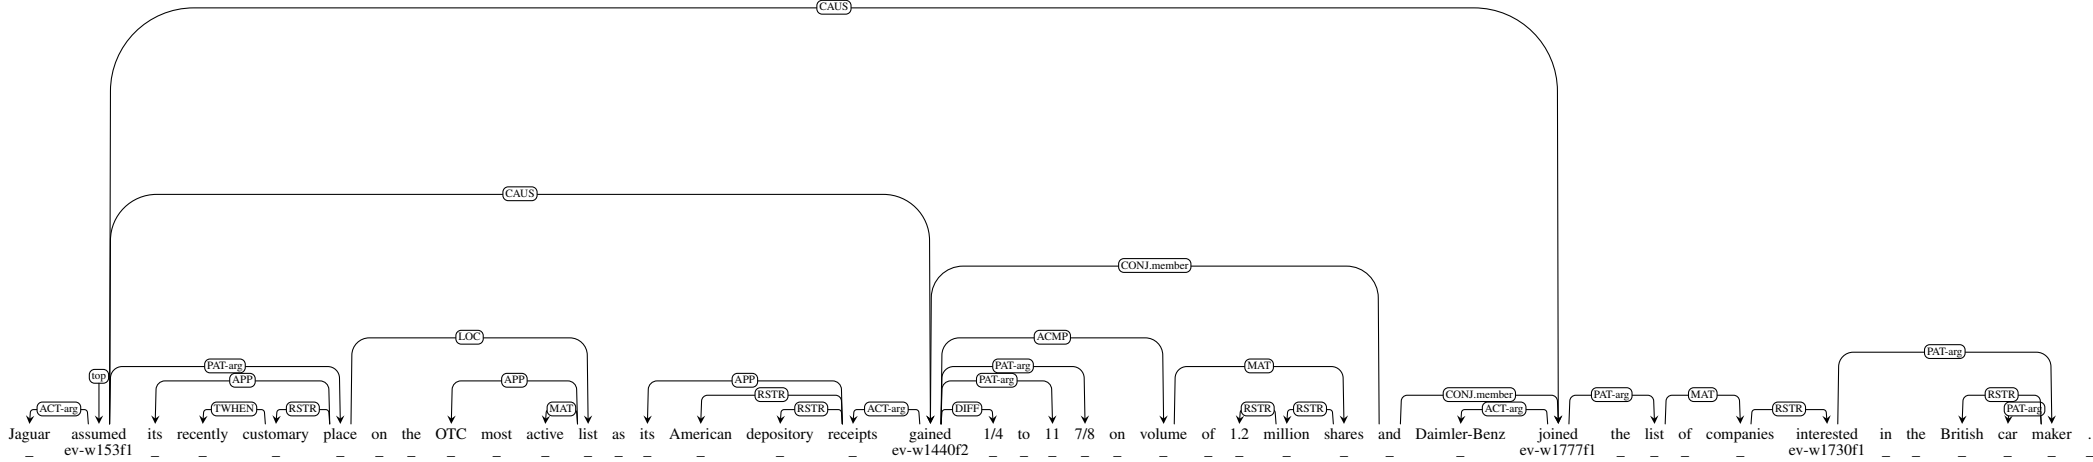 CAUS
CAUS
CONJ.member
LOC ACMP
top PAT-arg PAT-arg MAT PAT-arg
APP APP APP PAT-arg
RSTR CONJ.member PAT-arg MAT RSTR
ACT-arg TWHEN RSTR MAT RSTR ACT-arg DIFF RSTR RSTR ACT-arg RSTR PAT-arg
Jaguar assumed its recently customary place on the OTC most active list as its American depository receipts gained 1/4 to 11 7/8 on volume of 1.2 million shares and Daimler-Benz joined the list of companies interested in the British car maker .
_ ev-w153f1 _ _ _ _ _ _ _ _ _ _ _ _ _ _ _ ev-w1440f2 _ _ _ _ _ _ _ _ _ _ _ _ ev-w1777f1 _ _ _ _ ev-w1730f1 _ _ _ _ _ _